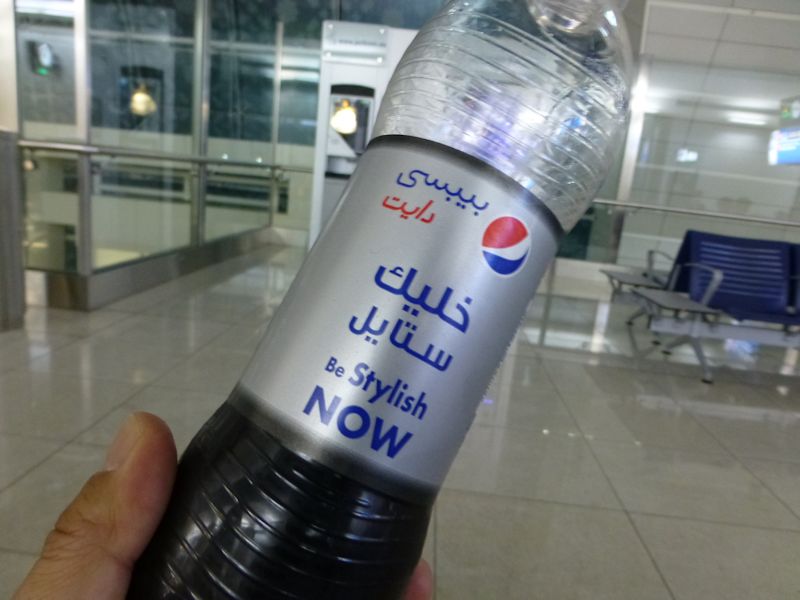 بيبسي
دايت
خليك
ستايل
Be Stylish
NOW